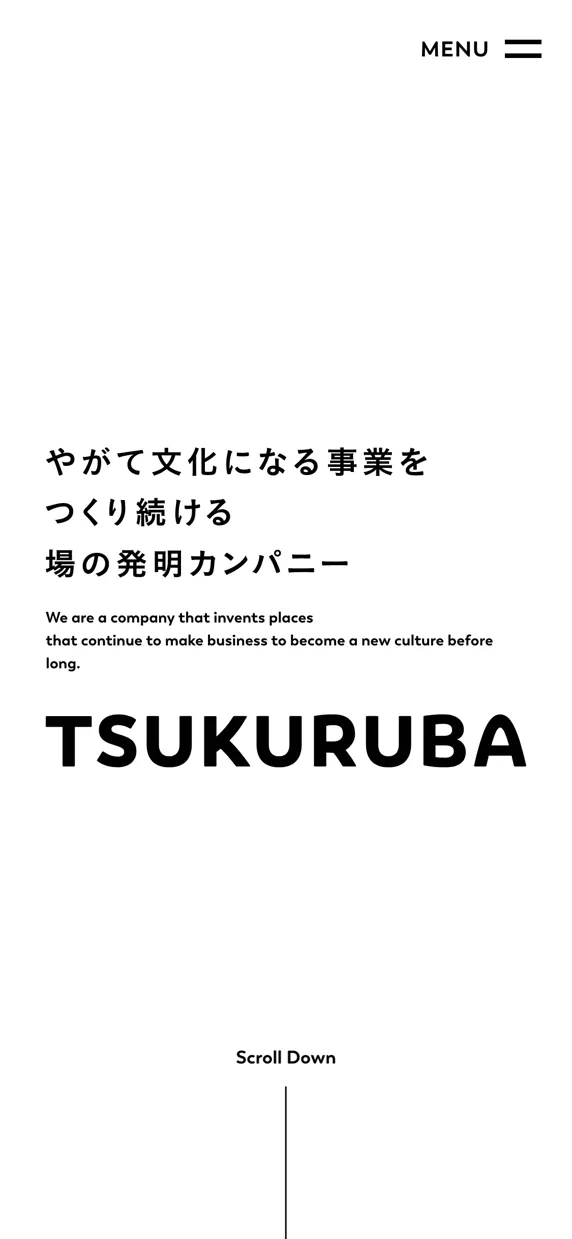 MENU
やがて文化になる事業を
つくり続ける
場の発明カンパニー
We are a company that invents places
that continue to make business to become a new culture before
long.
TSUKURUBA
Scroll Down